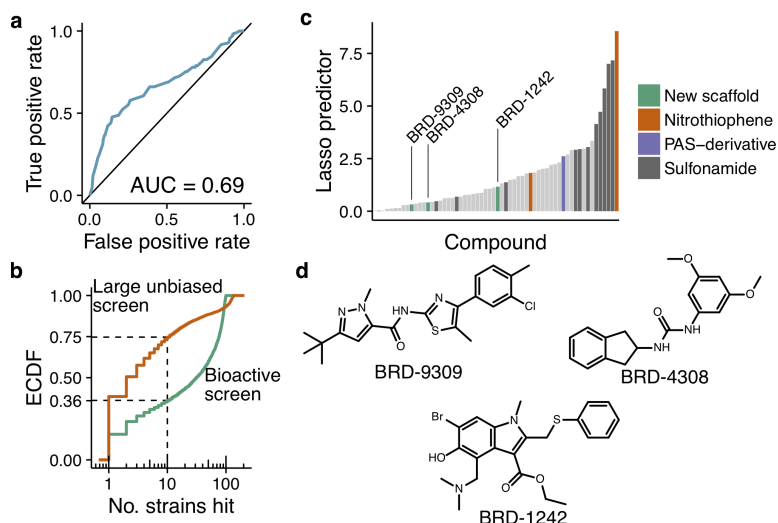 a
True positive rate
1.0
0.5
0.0
AUC = 0.69
0.0
0.5
1.0
False positive rate
b
ECDF
1.00
0.75
0.50
0.36
0.00
Large unbiased
screen
Bioactive
screen
1
10
100
No. strains hit
c
Lasso predictor
7.5
5.0
2.5
0.0
BRD-9309
BRD-4308
BRD-1242
Compound
New scaffold
Nitrothiophene
PAS−derivative
Sulfonamide
d
N
N
HN
O
N
S
Cl
BRD-9309
O
O
O
NH
NH
BRD-4308
Br
HO
N
S
N
O
O
BRD-1242